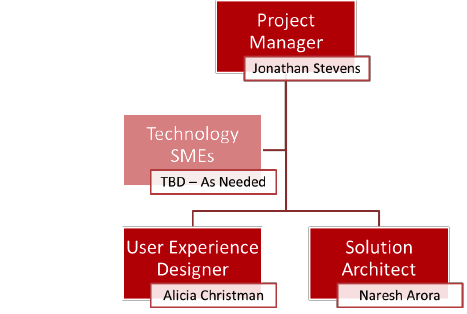 Project
Manager
Jonathan Stevens
Technology
SMEs
TBD – As Needed
User Experience
Designer
Alicia Christman
Solution
Architect
Naresh Arora